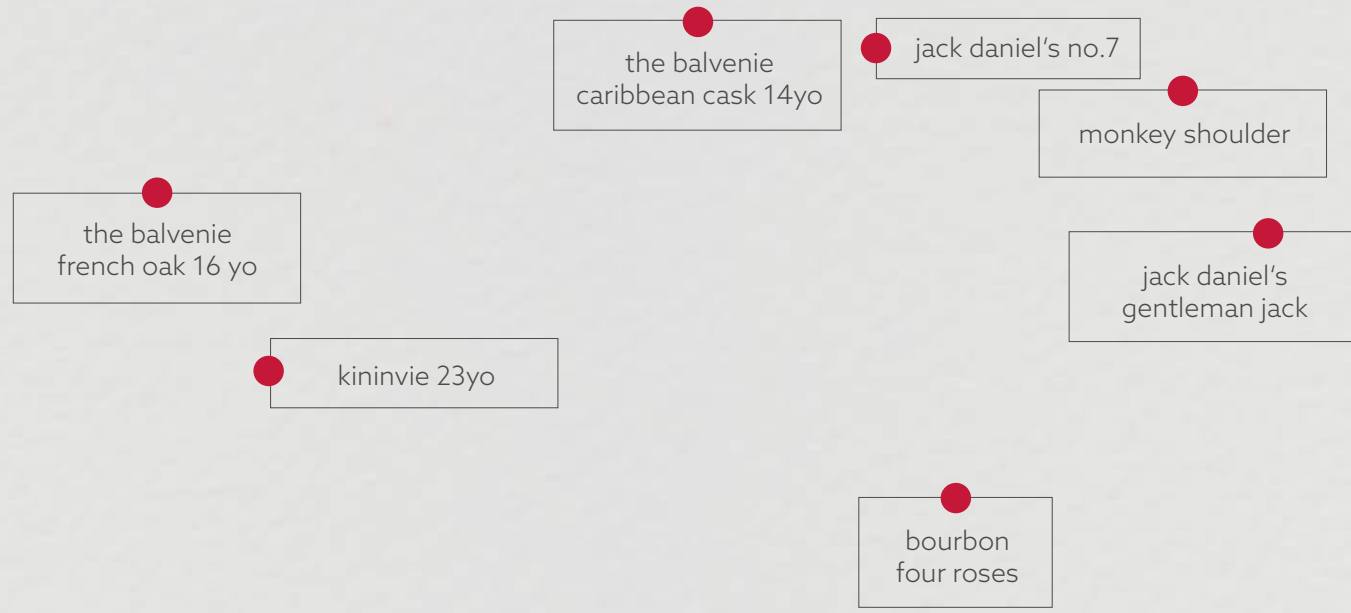 the balvenie
caribbean cask 14yo
jack daniel's no.7
monkey shoulder
the balvenie
french oak 16 yo
jack daniel's
gentleman jack
kininvie 23yo
bourbon
four roses